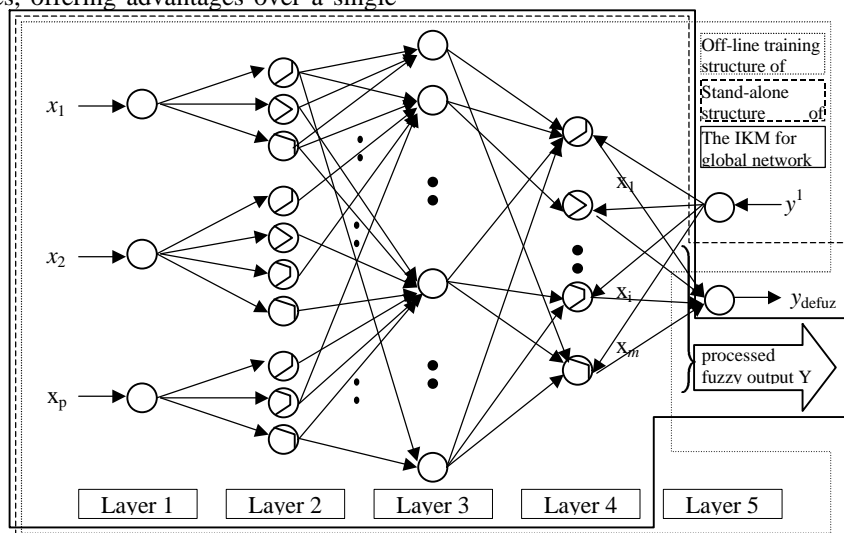 es, offering advantages over a single
Off-line training
structure of
Stand-alone
structure of
The IKM for
global network
x1
x2
xp
x1
xi
xm
y1
ydefuz
processed
fuzzy output Y
Layer 1
Layer 2
Layer 3
Layer 4
Layer 5